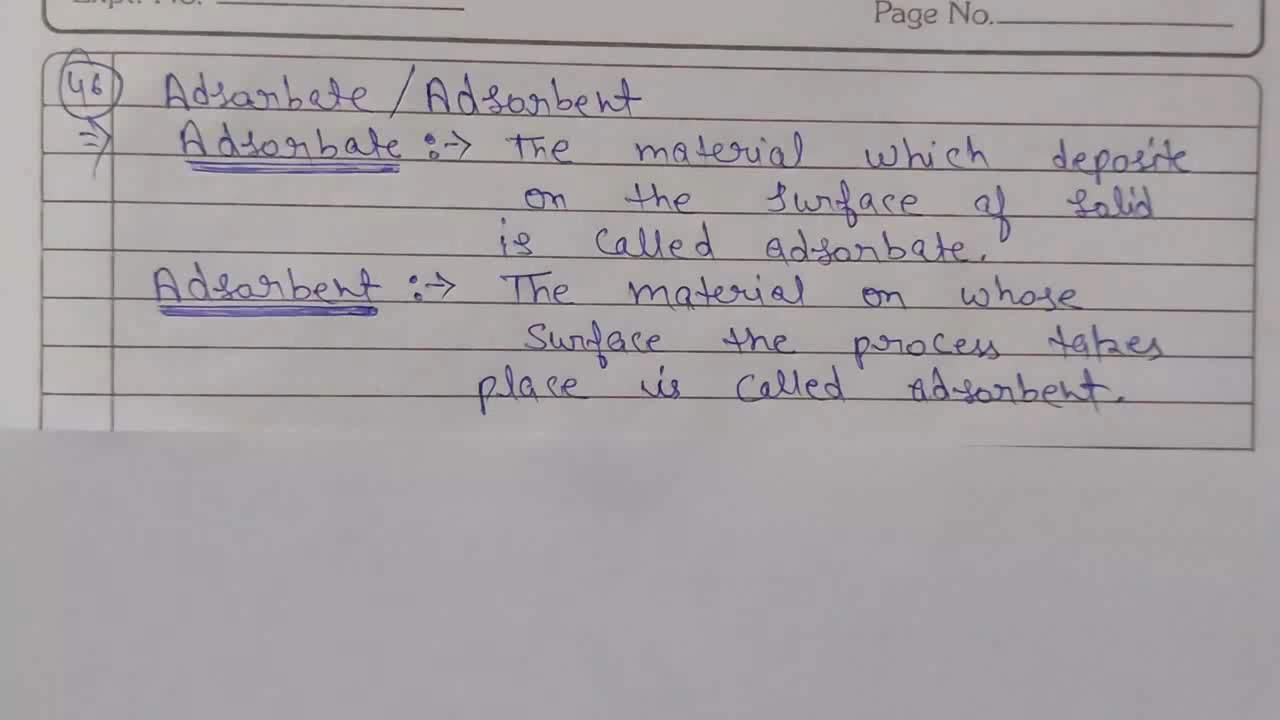 Page No.
46 Adsorbate / Adsorbent
⇒ Adsorbate :→ The material which deposite
on the surface of solid
is called adsorbate.
Adsorbent :→ The material on whose
surface the process takes
place is called adsorbent.